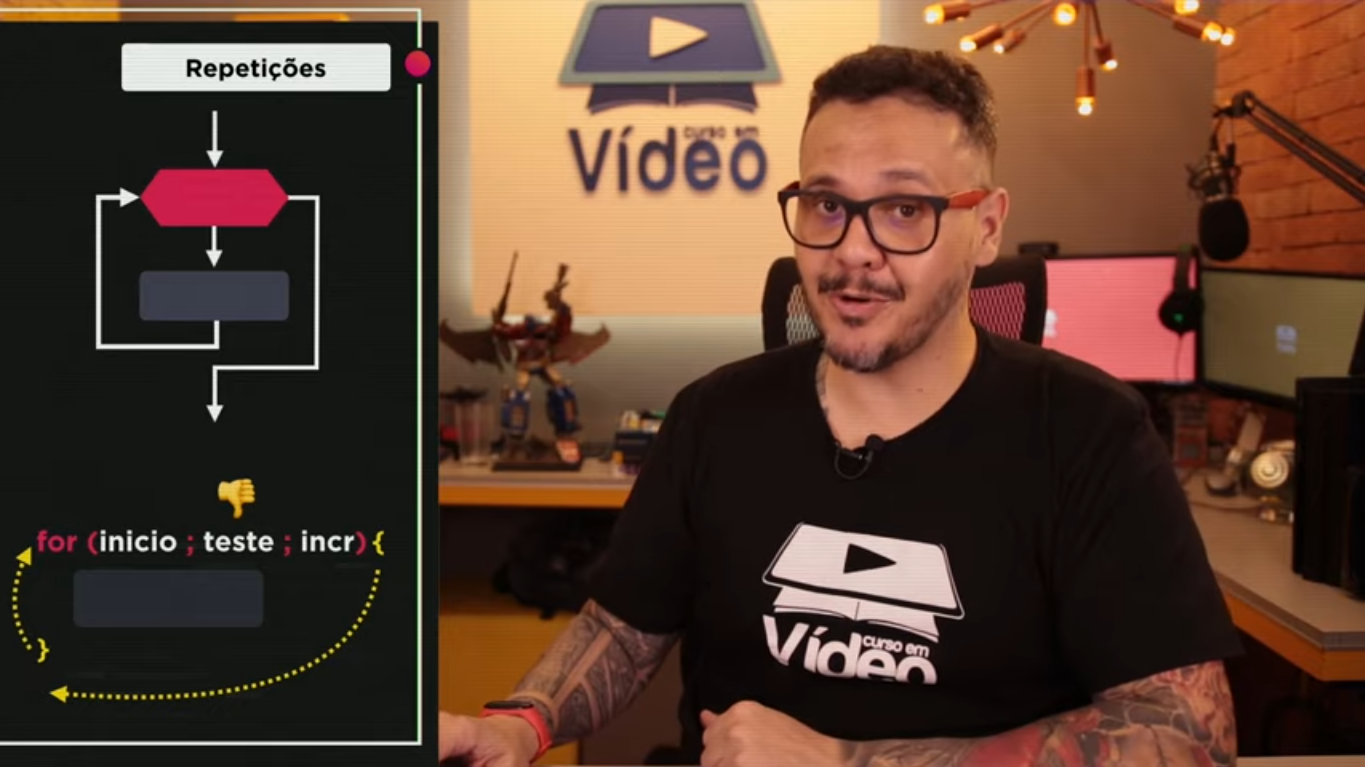 Repetições
for (inicio ; teste ; incr) {
}
curso em
Vídeo
curso em
Vídeo